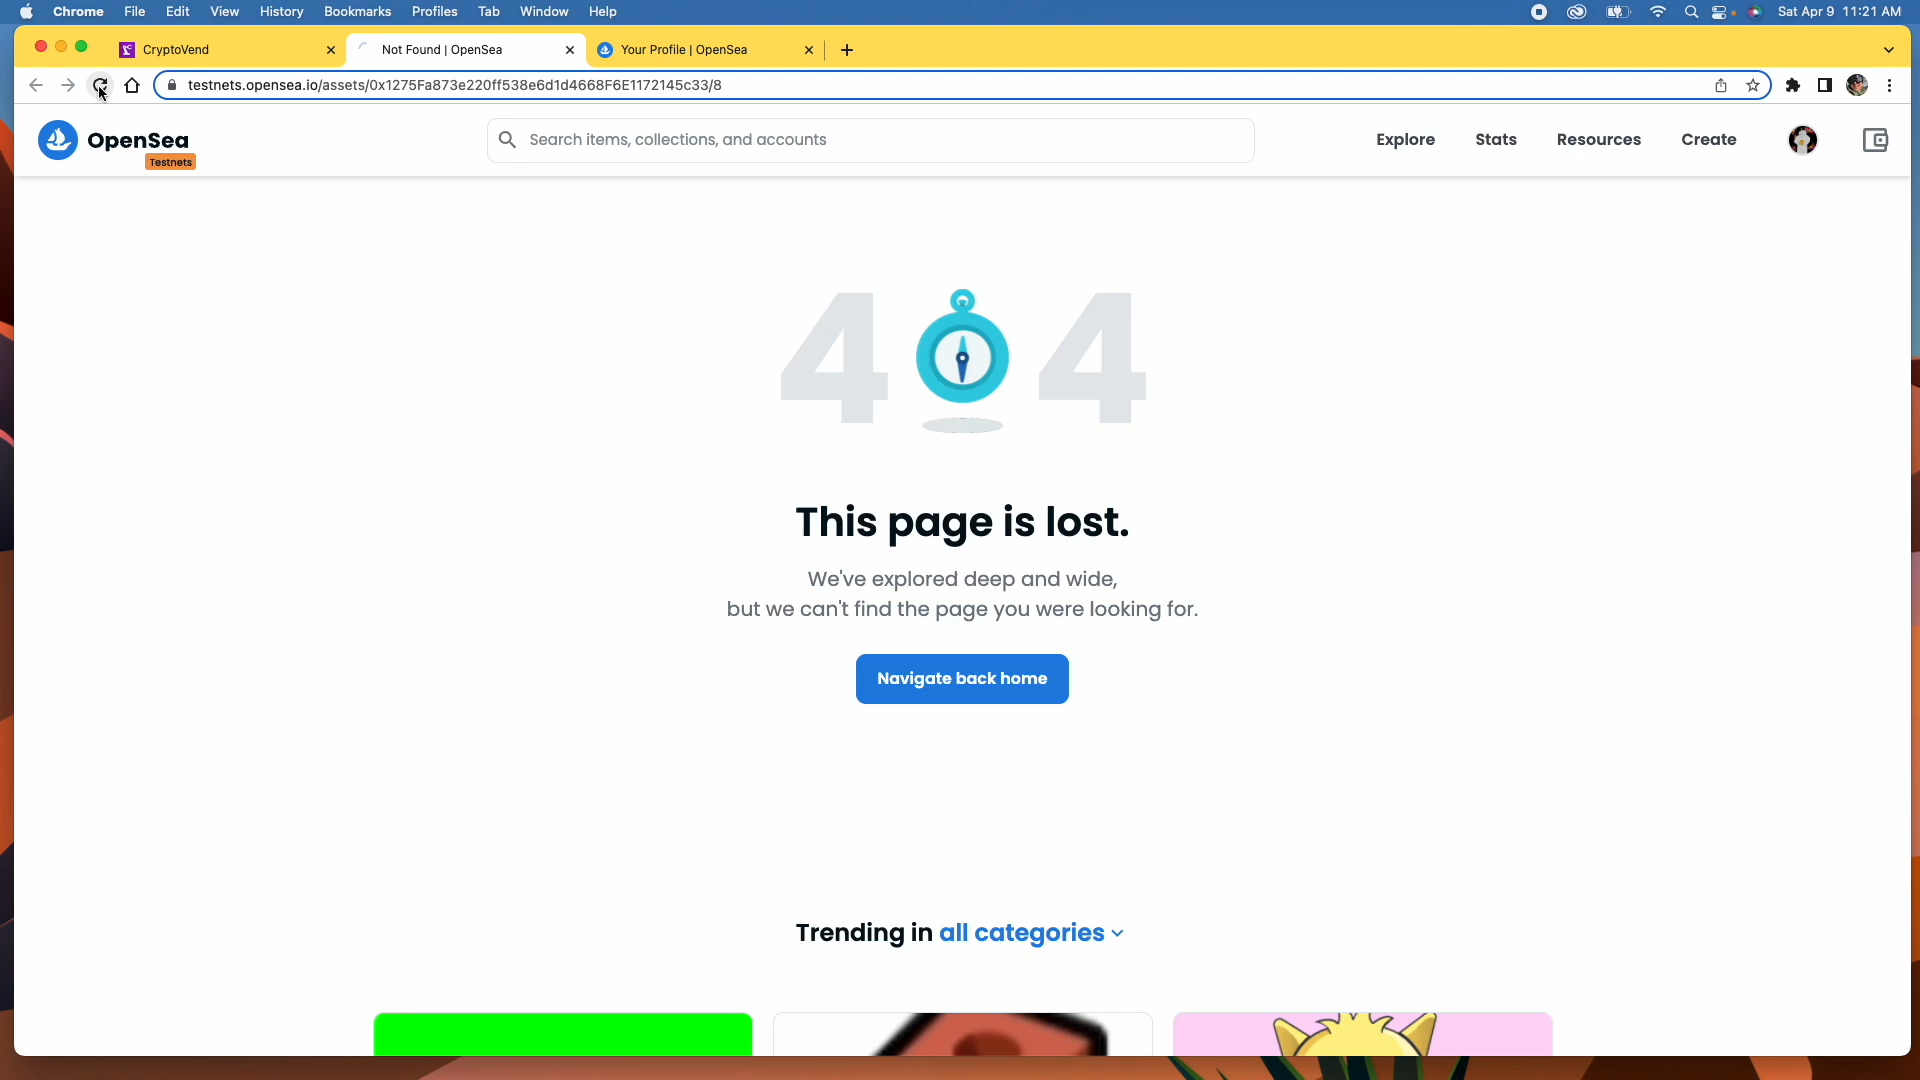 Chrome File Edit View History Bookmarks Profiles Tab Window Help Sat Apr 9 11:21 AM
CryptoVend Not Found | OpenSea Your Profile | OpenSea
testnets.opensea.io/assets/0x1275Fa873e220ff538e6d1d4668F6E1172145c33/8
OpenSea Search items, collections, and accounts Explore Stats Resources Create
Testnets
4 4
This page is lost.
We've explored deep and wide,
but we can't find the page you were looking for.
Navigate back home
Trending in all categories